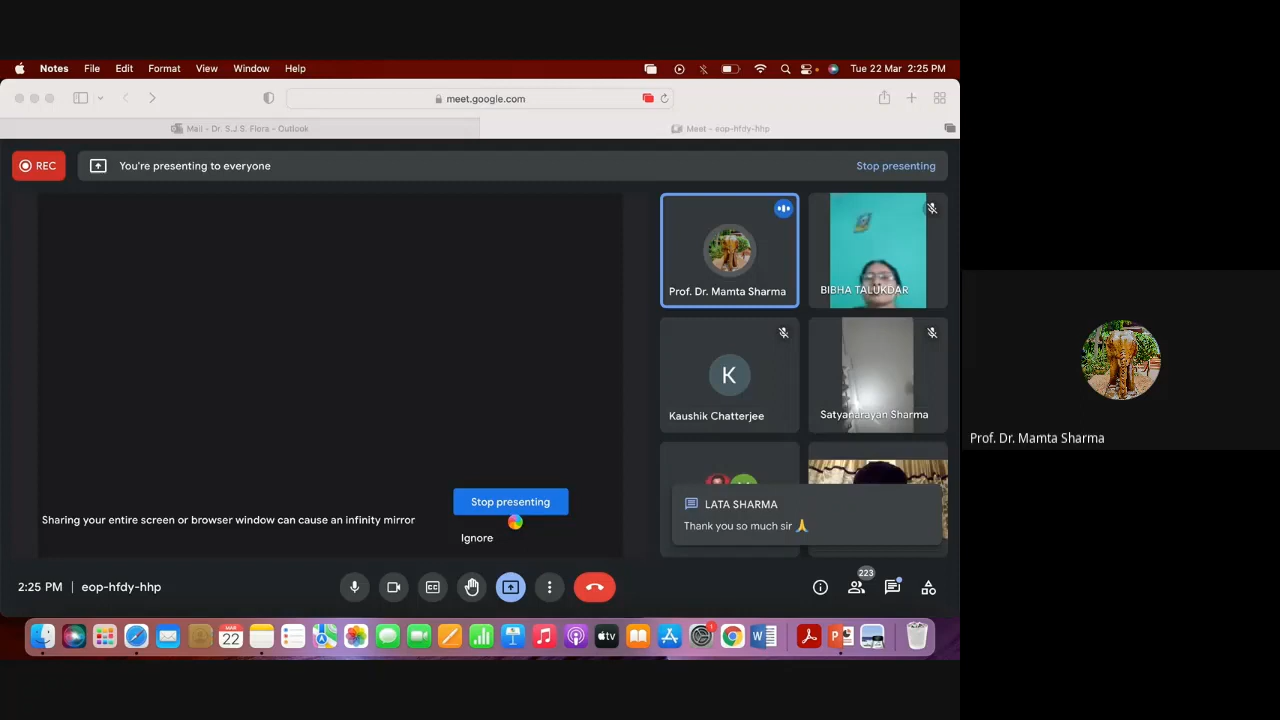 Notes File Edit Format View Window Help Tue 22 Mar 2:25 PM
meet.google.com
Mail - Dr. S.J.S. Flora - Outlook Meet - eop-hfdy-hhp
REC You're presenting to everyone Stop presenting
Prof. Dr. Mamta Sharma BIBHA TALUKDAR
K
Kaushik Chatterjee Satyanarayan Sharma
Prof. Dr. Mamta Sharma
Stop presenting
LATA SHARMA
Sharing your entire screen or browser window can cause an infinity mirror
Thank you so much sir 🙏
Ignore
2:25 PM | eop-hfdy-hhp
CC
223
MAR
22
tv
1
W
P